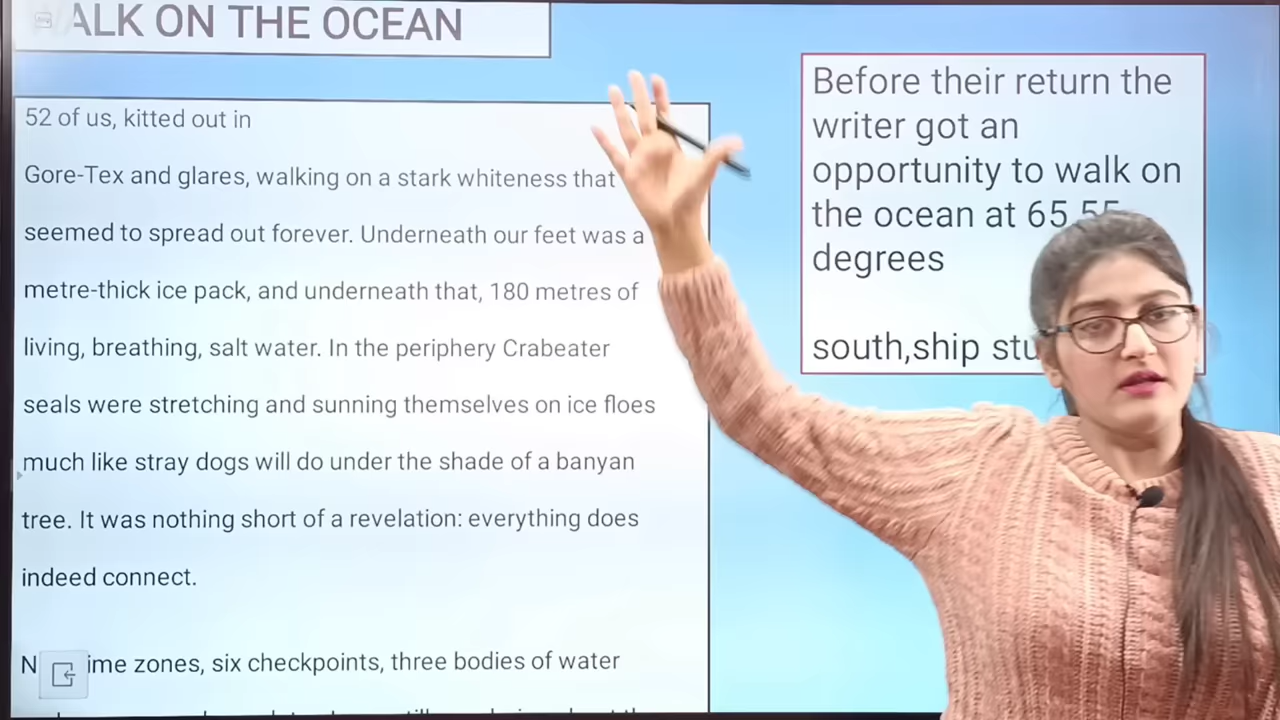 ALK ON THE OCEAN
52 of us, kitted out in
Gore-Tex and glares, walking on a stark whiteness that
seemed to spread out forever. Underneath our feet was a
metre-thick ice pack, and underneath that, 180 metres of
living, breathing, salt water. In the periphery Crabeater
seals were stretching and sunning themselves on ice floes
much like stray dogs will do under the shade of a banyan
tree. It was nothing short of a revelation: everything does
indeed connect.
N ime zones, six checkpoints, three bodies of water
Before their return the
writer got an
opportunity to walk on
the ocean at 65.55
degrees
south,ship stu